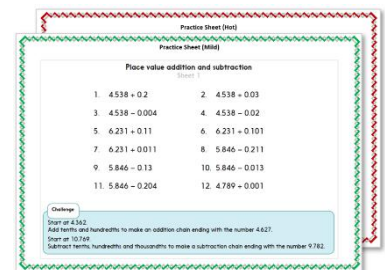 Practice Sheet (Hot)
Practice Sheet (Mild)
Place value addition and subtraction
Sheet 1
1. 4.538 + 0.2 2. 4.538 + 0.03
3. 4.538 – 0.004 4. 4.538 – 0.02
5. 6.231 + 0.11 6. 6.231 + 0.101
7. 6.231 + 0.011 8. 5.846 – 0.211
9. 5.846 – 0.13 10. 5.846 – 0.013
11. 5.846 – 0.204 12. 4.789 + 0.001
Challenge
Start at 4.362.
Add tenths and hundredths to make an addition chain ending with the number 4.627.
Start at 10.769.
Subtract tenths, hundredths and thousandths to make a subtraction chain ending with the number 9.782.